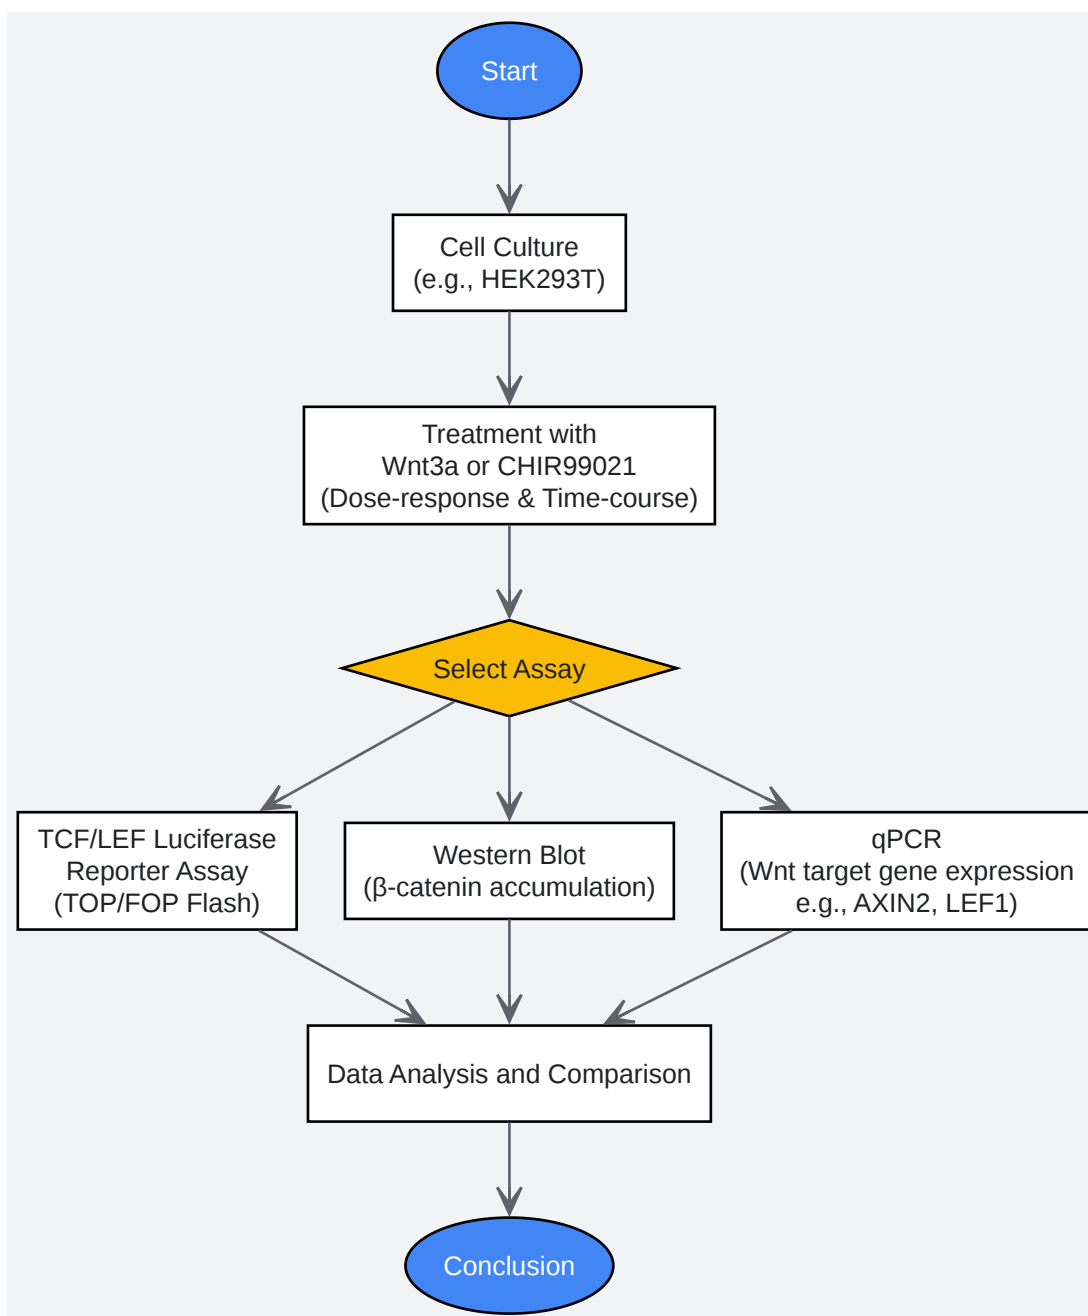 Start
Cell Culture
(e.g., HEK293T)
Treatment with
Wnt3a or CHIR99021
(Dose-response & Time-course)
Select Assay
TCF/LEF Luciferase
Reporter Assay
(TOP/FOP Flash)
Western Blot
(β-catenin accumulation)
qPCR
(Wnt target gene expression
e.g., AXIN2, LEF1)
Data Analysis and Comparison
Conclusion